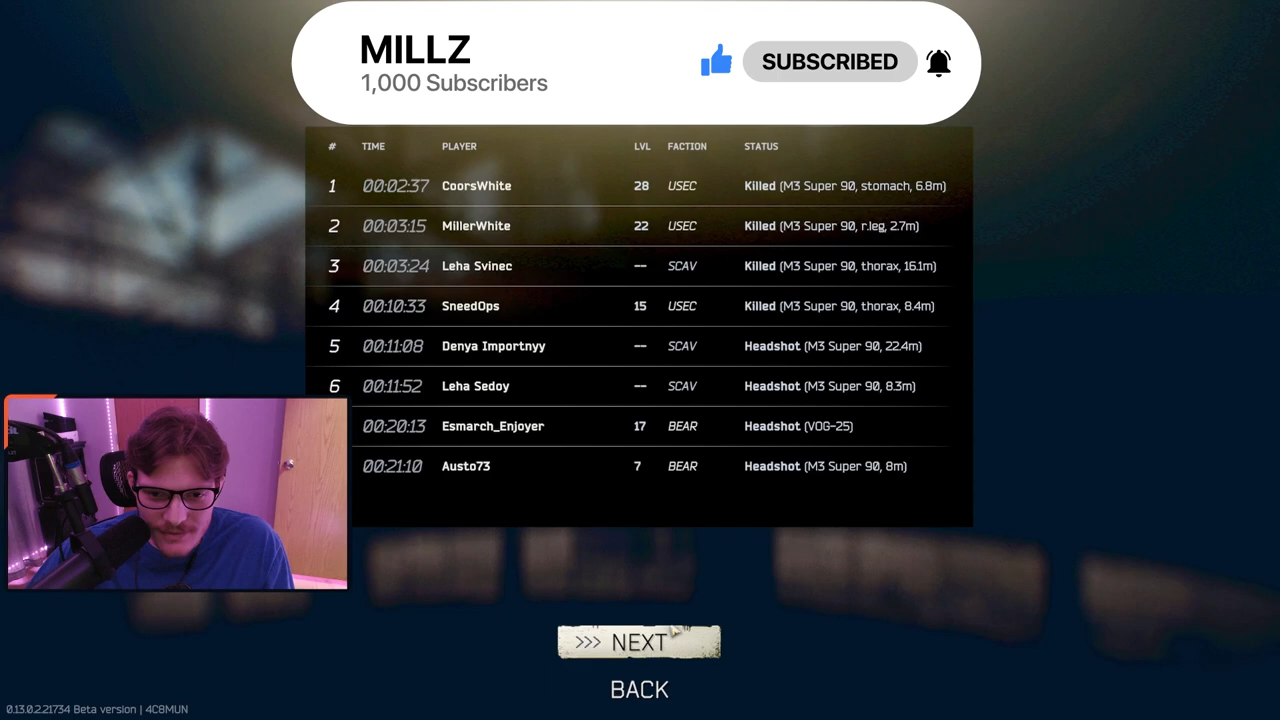 MILLZ
1,000 Subscribers
SUBSCRIBED
# TIME PLAYER LVL FACTION STATUS
1 00:02:37 CoorsWhite 28 USEC Killed (M3 Super 90, stomach, 6.8m)
2 00:03:15 MillerWhite 22 USEC Killed (M3 Super 90, r.leg, 2.7m)
3 00:03:24 Leha Svinec -- SCAV Killed (M3 Super 90, thorax, 16.1m)
4 00:10:33 SneedOps 15 USEC Killed (M3 Super 90, thorax, 8.4m)
5 00:11:08 Denya Importnyy -- SCAV Headshot (M3 Super 90, 22.4m)
6 00:11:52 Leha Sedoy -- SCAV Headshot (M3 Super 90, 8.3m)
00:20:13 Esmarch_Enjoyer 17 BEAR Headshot (VOG-25)
00:21:10 Austo73 7 BEAR Headshot (M3 Super 90, 8m)
>>> NEXT
BACK
0.13.0.2.21734 Beta version | 4C8MUN